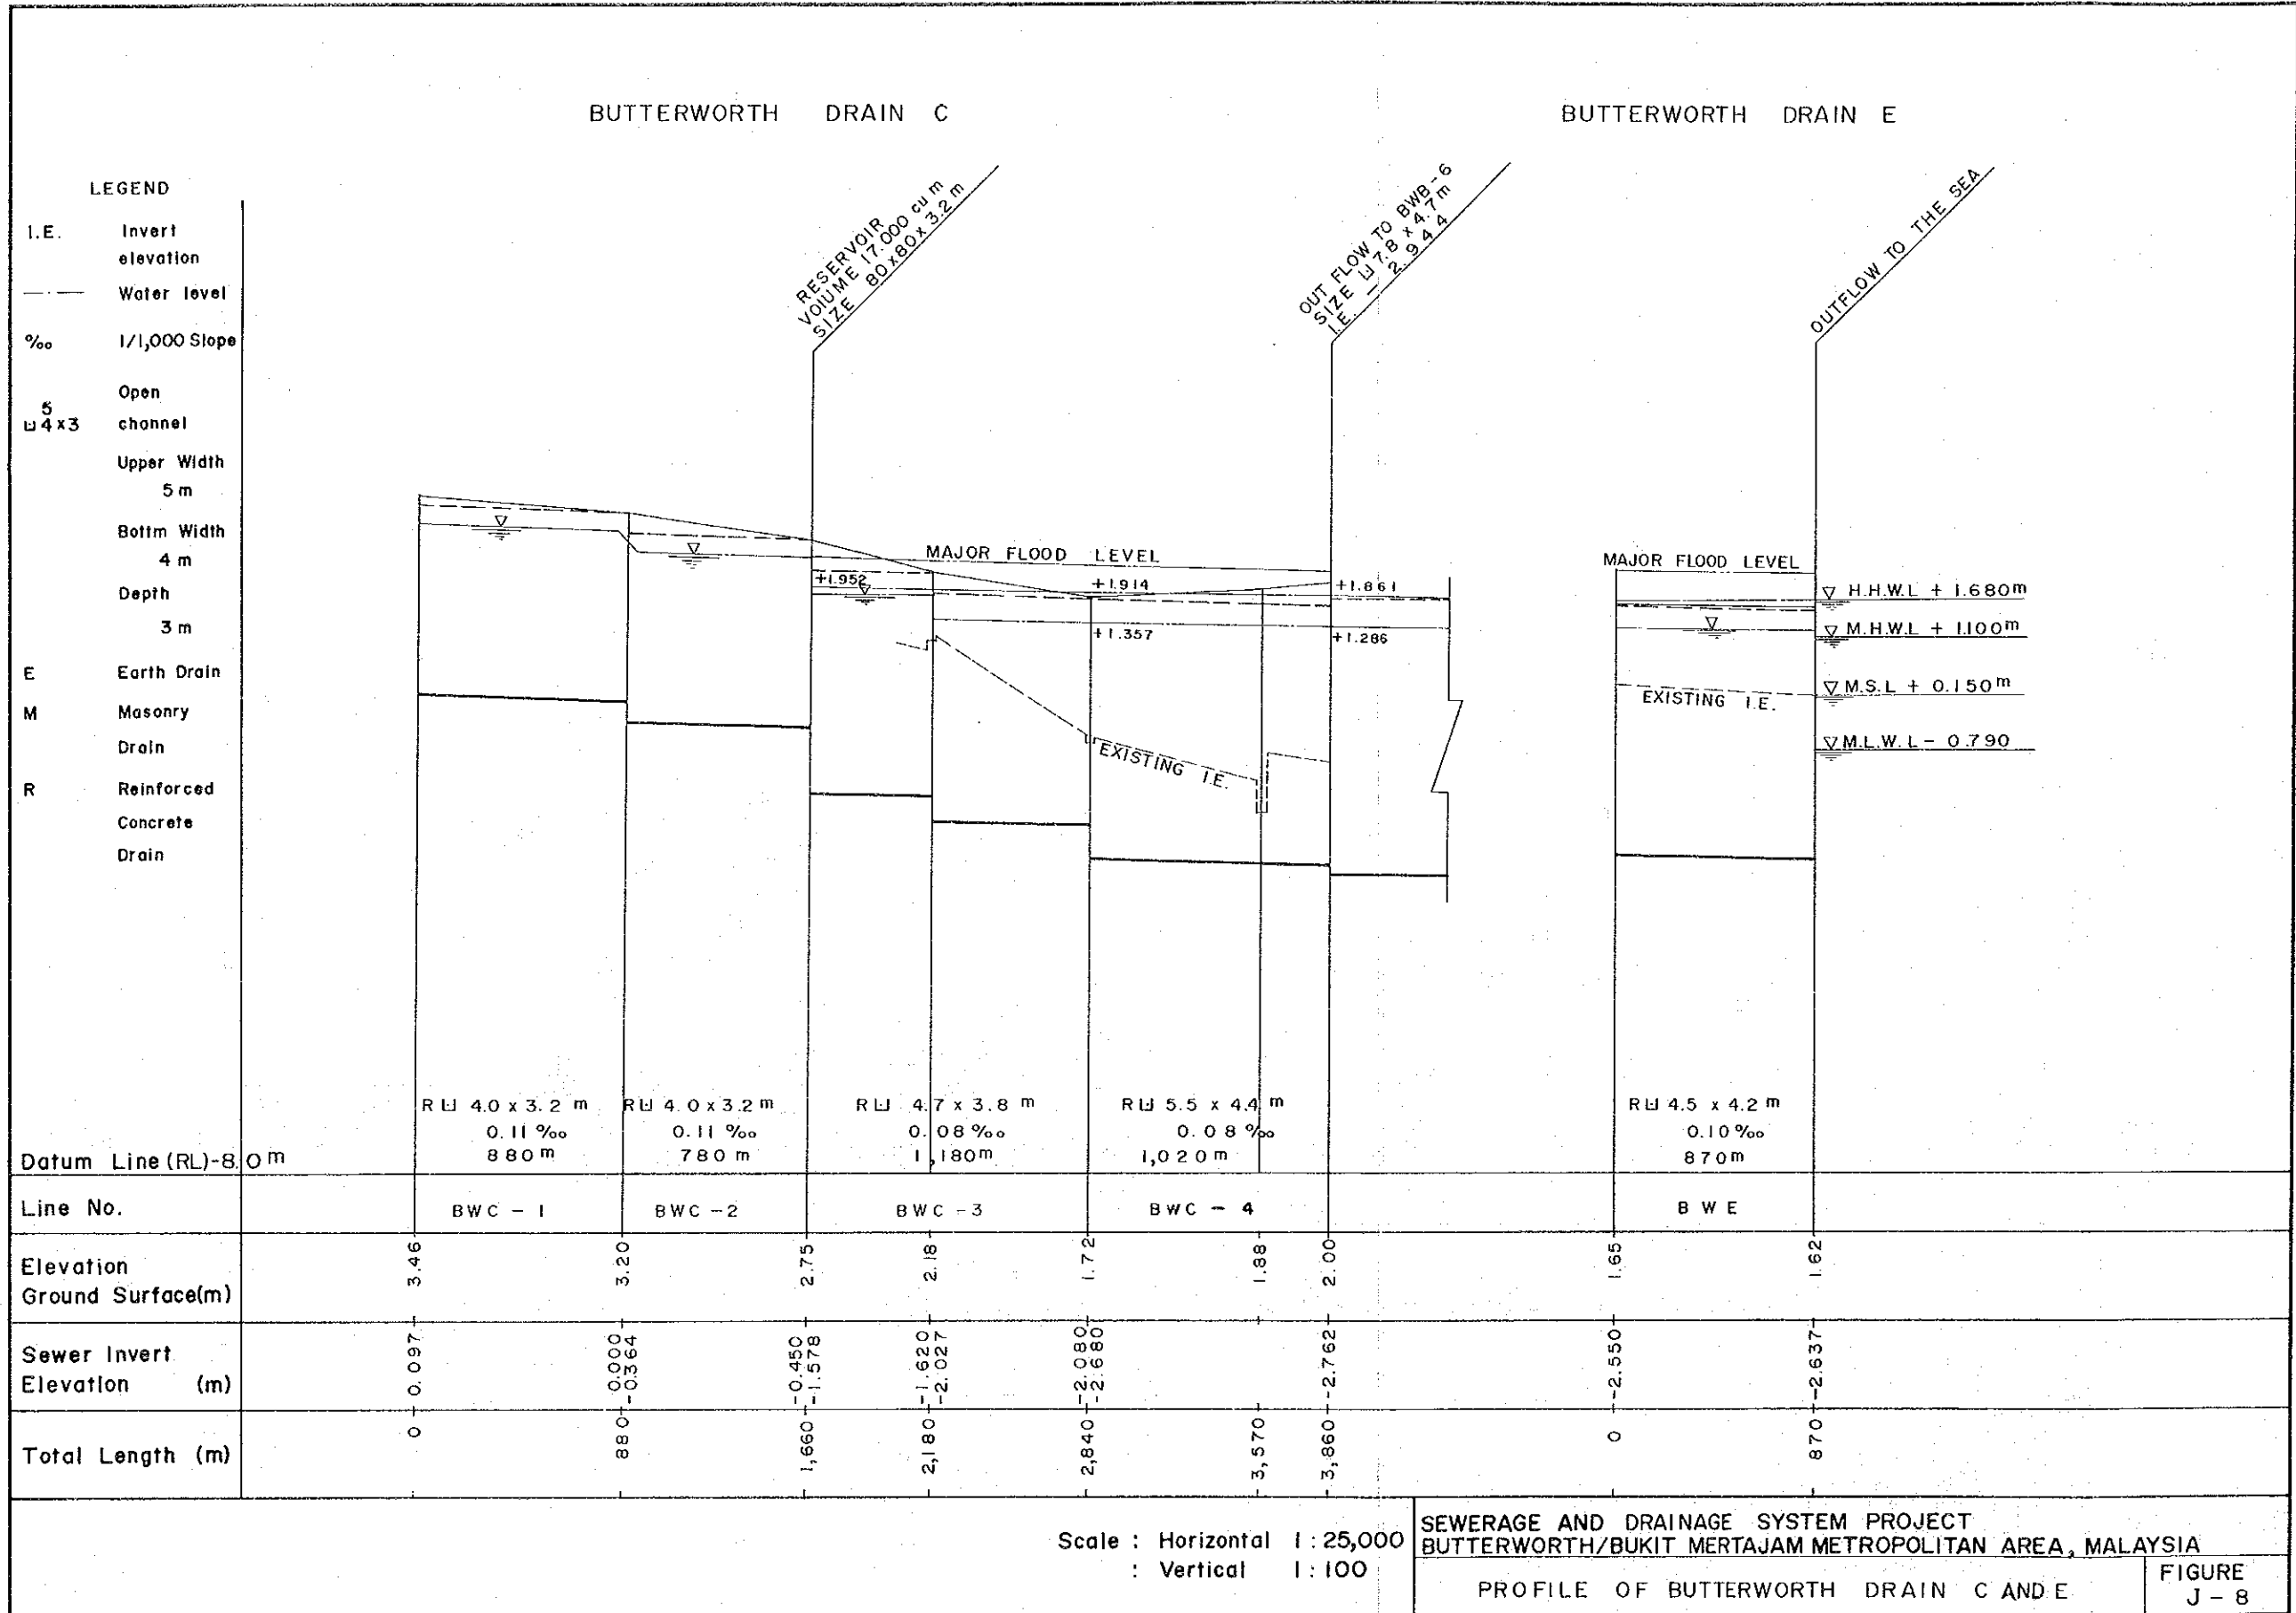 BUTTERWORTH DRAIN C
BUTTERWORTH DRAIN E
LEGEND
I.E. Invert
elevation
Water level
‰ 1/1,000 Slope
5
⊔ 4 x 3
Open
channel
Upper Width
5 m
Bottm Width
4 m
Depth
3 m
E Earth Drain
M Masonry
Drain
R Reinforced
Concrete
Drain
RESERVOIR
VOlUME 17.000 cu m
SIZE 80x80x 3.2 m
OUT FLOW TO BWB-6
SIZE ⊔ 7.8 x 4.7m
I.E. - 2.944
OUTFLOW TO THE SEA
MAJOR FLOOD LEVEL
+1.952
+1.914
+1.861
+1.357
+1.286
EXISTING I.E.
MAJOR FLOOD LEVEL
EXISTING I.E.
H.H.W.L + 1.680m
M.H.W.L + 1.100m
M.S.L + 0.150m
M.L.W.L - 0.790
R⊔ 4.0 x 3.2 m
0.11 ‰
880 m
R⊔ 4.0 x 3.2 m
0.11 ‰
780 m
R⊔ 4.7 x 3.8 m
0.08 ‰
1,180m
R⊔ 5.5 x 4.4 m
0.08 ‰
1,020 m
R⊔ 4.5 x 4.2 m
0.10 ‰
870m
Datum Line (RL)-8.0 m
Line No. BWC - 1 BWC - 2 BWC - 3 BWC - 4 BWE
Elevation
Ground Surface(m)
3.46 3.20 2.75 2.18 1.72 1.88 2.00 1.65 1.62
Sewer Invert
Elevation (m)
0.097 -0.000 -0.364 -0.450 -1.578 -1.620 -2.027 -2.080 -2.680 -2.762 -2.550 -2.637
Total Length (m)
0 880 1,660 2,180 2,840 3,570 3,860 0 870
Scale : Horizontal 1 : 25,000
: Vertical 1 : 100
SEWERAGE AND DRAINAGE SYSTEM PROJECT
BUTTERWORTH/BUKIT MERTAJAM METROPOLITAN AREA, MALAYSIA
PROFILE OF BUTTERWORTH DRAIN C AND E
FIGURE
J - 8